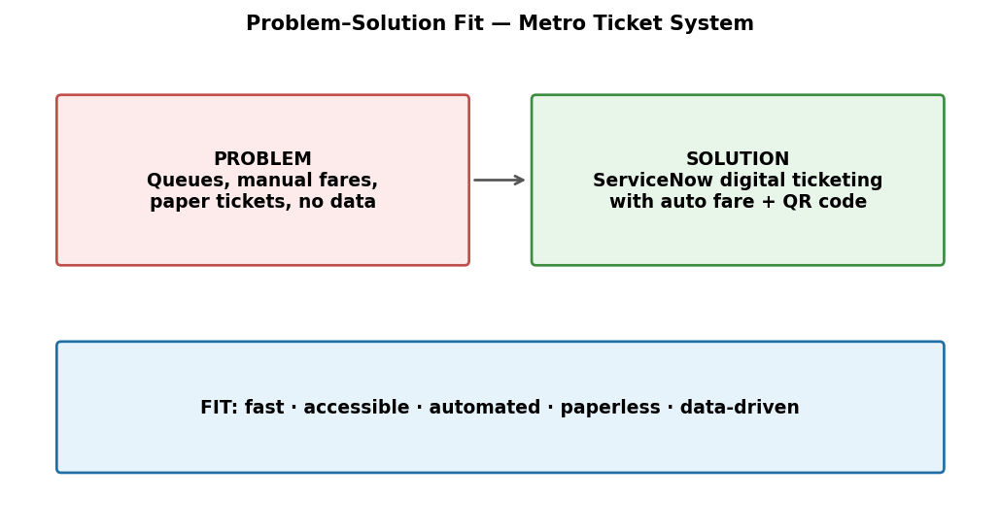 Problem–Solution Fit — Metro Ticket System
PROBLEM
Queues, manual fares,
paper tickets, no data
SOLUTION
ServiceNow digital ticketing
with auto fare + QR code
FIT: fast · accessible · automated · paperless · data-driven